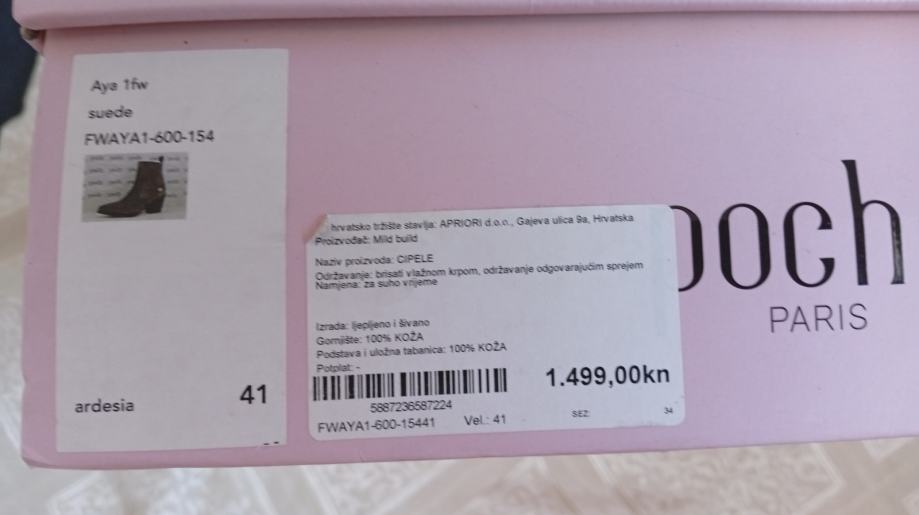 Aya 1fw
suede
FWAYA1-600-154
ardesia
41
hrvatsko tržište stavlja: APRIORI d.o.o., Gajeva ulica 9a, Hrvatska
Proizvođač: Mild build
Naziv proizvoda: CIPELE
Održavanje: brisati vlažnom krpom, održavanje odgovarajućim sprejem
Namjena: za suho vrijeme
Izrada: ljepljeno i šivano
Gornjište: 100% KOŽA
Podstava i uložna tabanica: 100% KOŽA
Potplat: -
1.499,00kn
5887236587224
FWAYA1-600-15441
Vel.: 41
SEZ:
34
och
PARIS